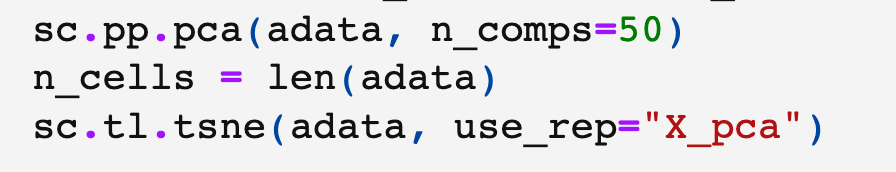 sc.pp.pca(adata, n_comps=50)
n_cells = len(adata)
sc.tl.tsne(adata, use_rep="X_pca")